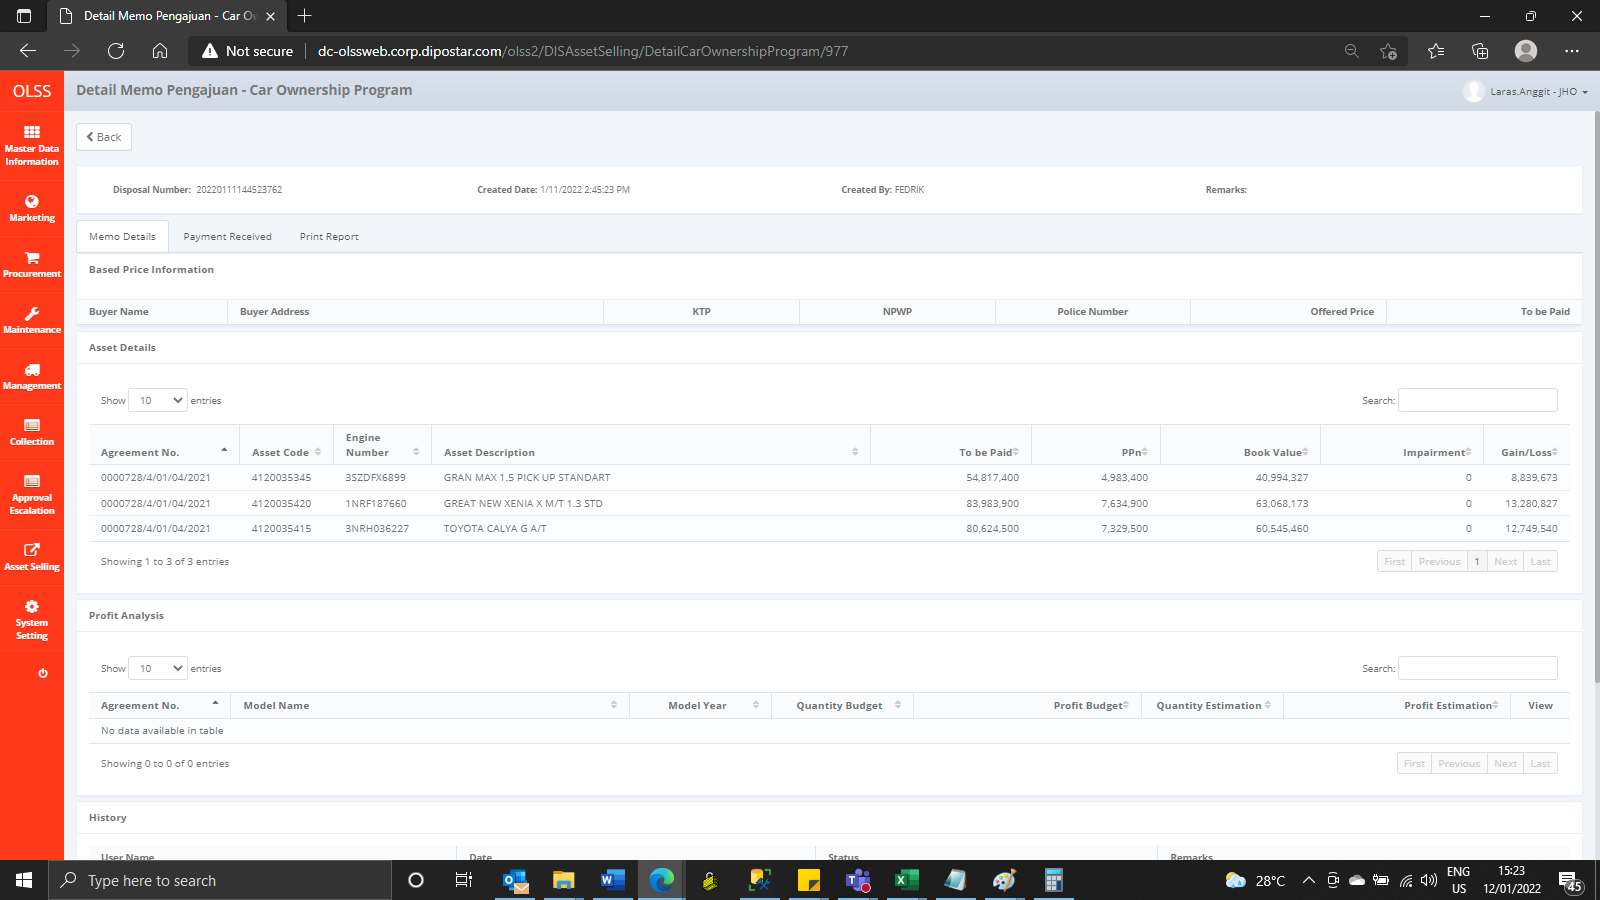 Detail Memo Pengajuan - Car Ow
Not secure
dc-olssweb.corp.dipostar.com/olss2/DISAssetSelling/DetailCarOwnershipProgram/977
OLSS
Detail Memo Pengajuan - Car Ownership Program
Laras.Anggit - JHO
Master Data
Information
Marketing
Procurement
Maintenance
Management
Collection
Approval
Escalation
Asset Selling
System
Setting
Back
Disposal Number: 20220111144523762
Created Date: 1/11/2022 2:45:23 PM
Created By: FEDRIK
Remarks:
Memo Details
Payment Received
Print Report
Based Price Information
Buyer Name Buyer Address KTP NPWP Police Number Offered Price To be Paid
Asset Details
Show 10 entries
Search:
Agreement No. Asset Code Engine Number Asset Description To be Paid PPn Book Value Impairment Gain/Loss
0000728/4/01/04/2021 4120035345 3SZDFX6899 GRAN MAX 1.5 PICK UP STANDART 54,817,400 4,983,400 40,994,327 0 8,839,673
0000728/4/01/04/2021 4120035420 1NRF187660 GREAT NEW XENIA X M/T 1.3 STD 83,983,900 7,634,900 63,068,173 0 13,280,827
0000728/4/01/04/2021 4120035415 3NRH036227 TOYOTA CALYA G A/T 80,624,500 7,329,500 60,545,460 0 12,749,540
Showing 1 to 3 of 3 entries
First Previous 1 Next Last
Profit Analysis
Show 10 entries
Search:
Agreement No. Model Name Model Year Quantity Budget Profit Budget Quantity Estimation Profit Estimation View
No data available in table
Showing 0 to 0 of 0 entries
First Previous Next Last
History
User Name Date Status Remarks
Type here to search
28°C
ENG
US
15:23
12/01/2022
45